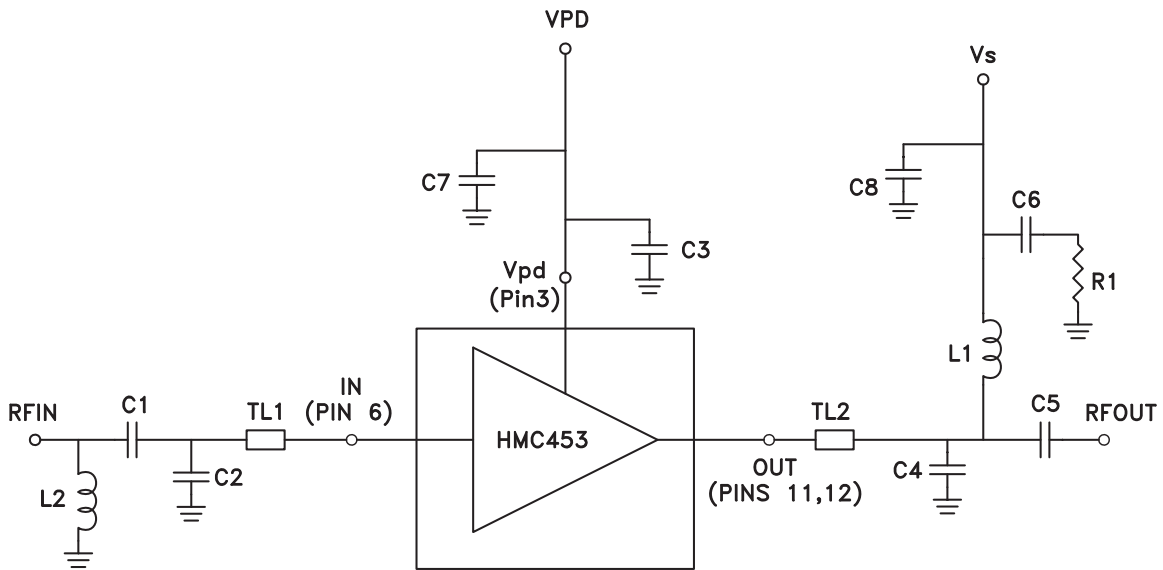 VPD
Vs
C7
C8
C6
C3
Vpd
(Pin3)
R1
L1
RFIN
C1
TL1
IN
(PIN 6)
HMC453
TL2
C5
RFOUT
L2
C2
OUT
(PINS 11,12)
C4